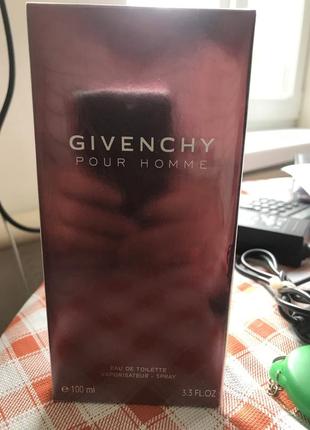 GIVENCHY
POUR HOMME
EAU DE TOILETTE
VAPORISATEUR - SPRAY
e 100 ml
3.3 FL.OZ